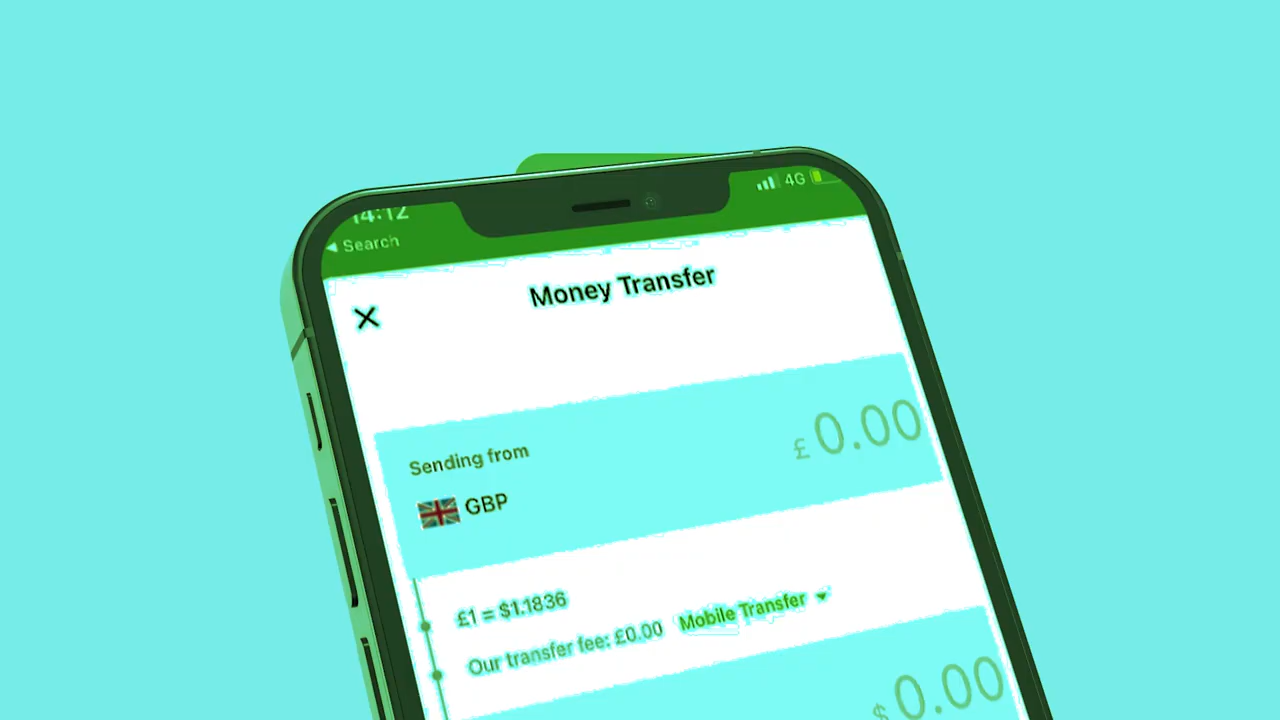 14:12
4G
◀ Search
Money Transfer
£ 0.00
Sending from
GBP
£1 = $1.1836
Our transfer fee: £0.00 Mobile Transfer
$ 0.00